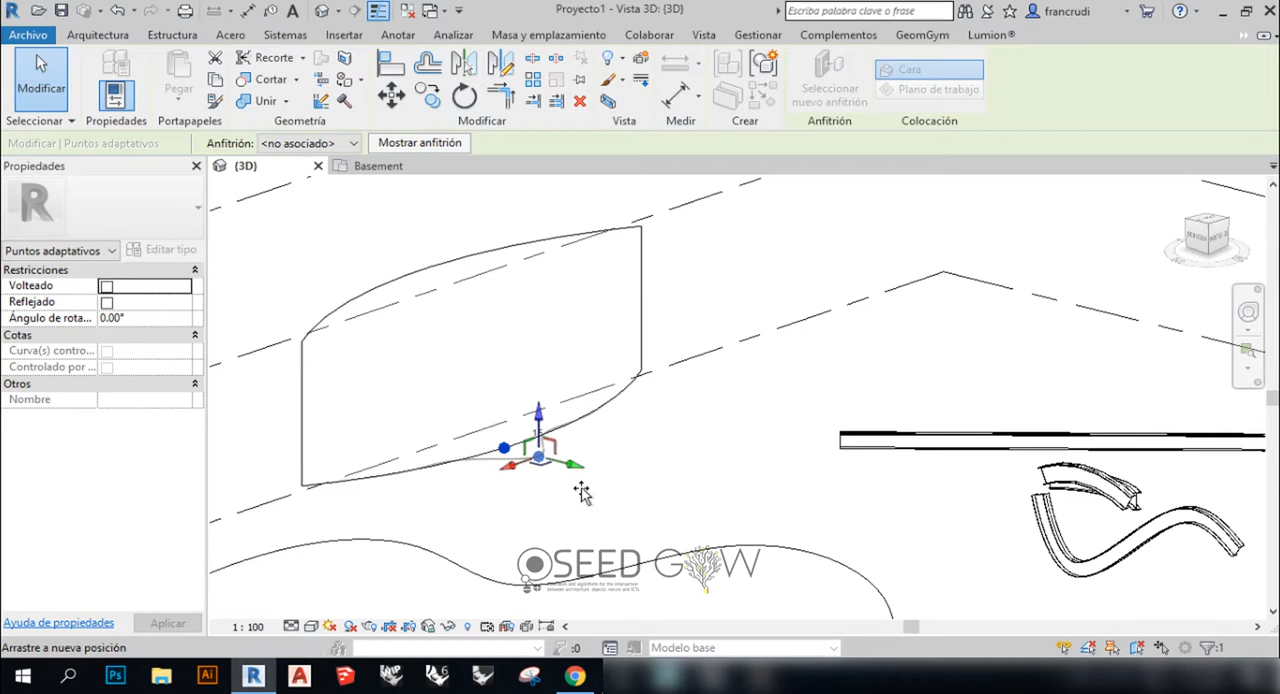 Proyecto1 - Vista 3D: {3D}
Escriba palabra clave o frase
francrudi
Archivo Arquitectura Estructura Acero Sistemas Insertar Anotar Analizar Masa y emplazamiento Colaborar Vista Gestionar Complementos GeomGym Lumion®
Modificar
Seleccionar
Propiedades
Pegar
Portapapeles
Recorte
Cortar
Unir
Geometría
Modificar
Vista
Medir
Crear
Seleccionar
nuevo anfitrión
Anfitrión
Cara
Plano de trabajo
Colocación
Modificar | Puntos adaptativos
Anfitrión: <no asociado>
Mostrar anfitrión
Propiedades
{3D}
Basement
Puntos adaptativos
Editar tipo
Restricciones
Volteado
Reflejado
Ángulo de rota... 0.00°
Cotas
Curva(s) contro...
Controlado por ...
Otros
Nombre
Ayuda de propiedades
Aplicar
SEED G W
1 : 100
Arrastre a nueva posición
:0
Modelo base
:1